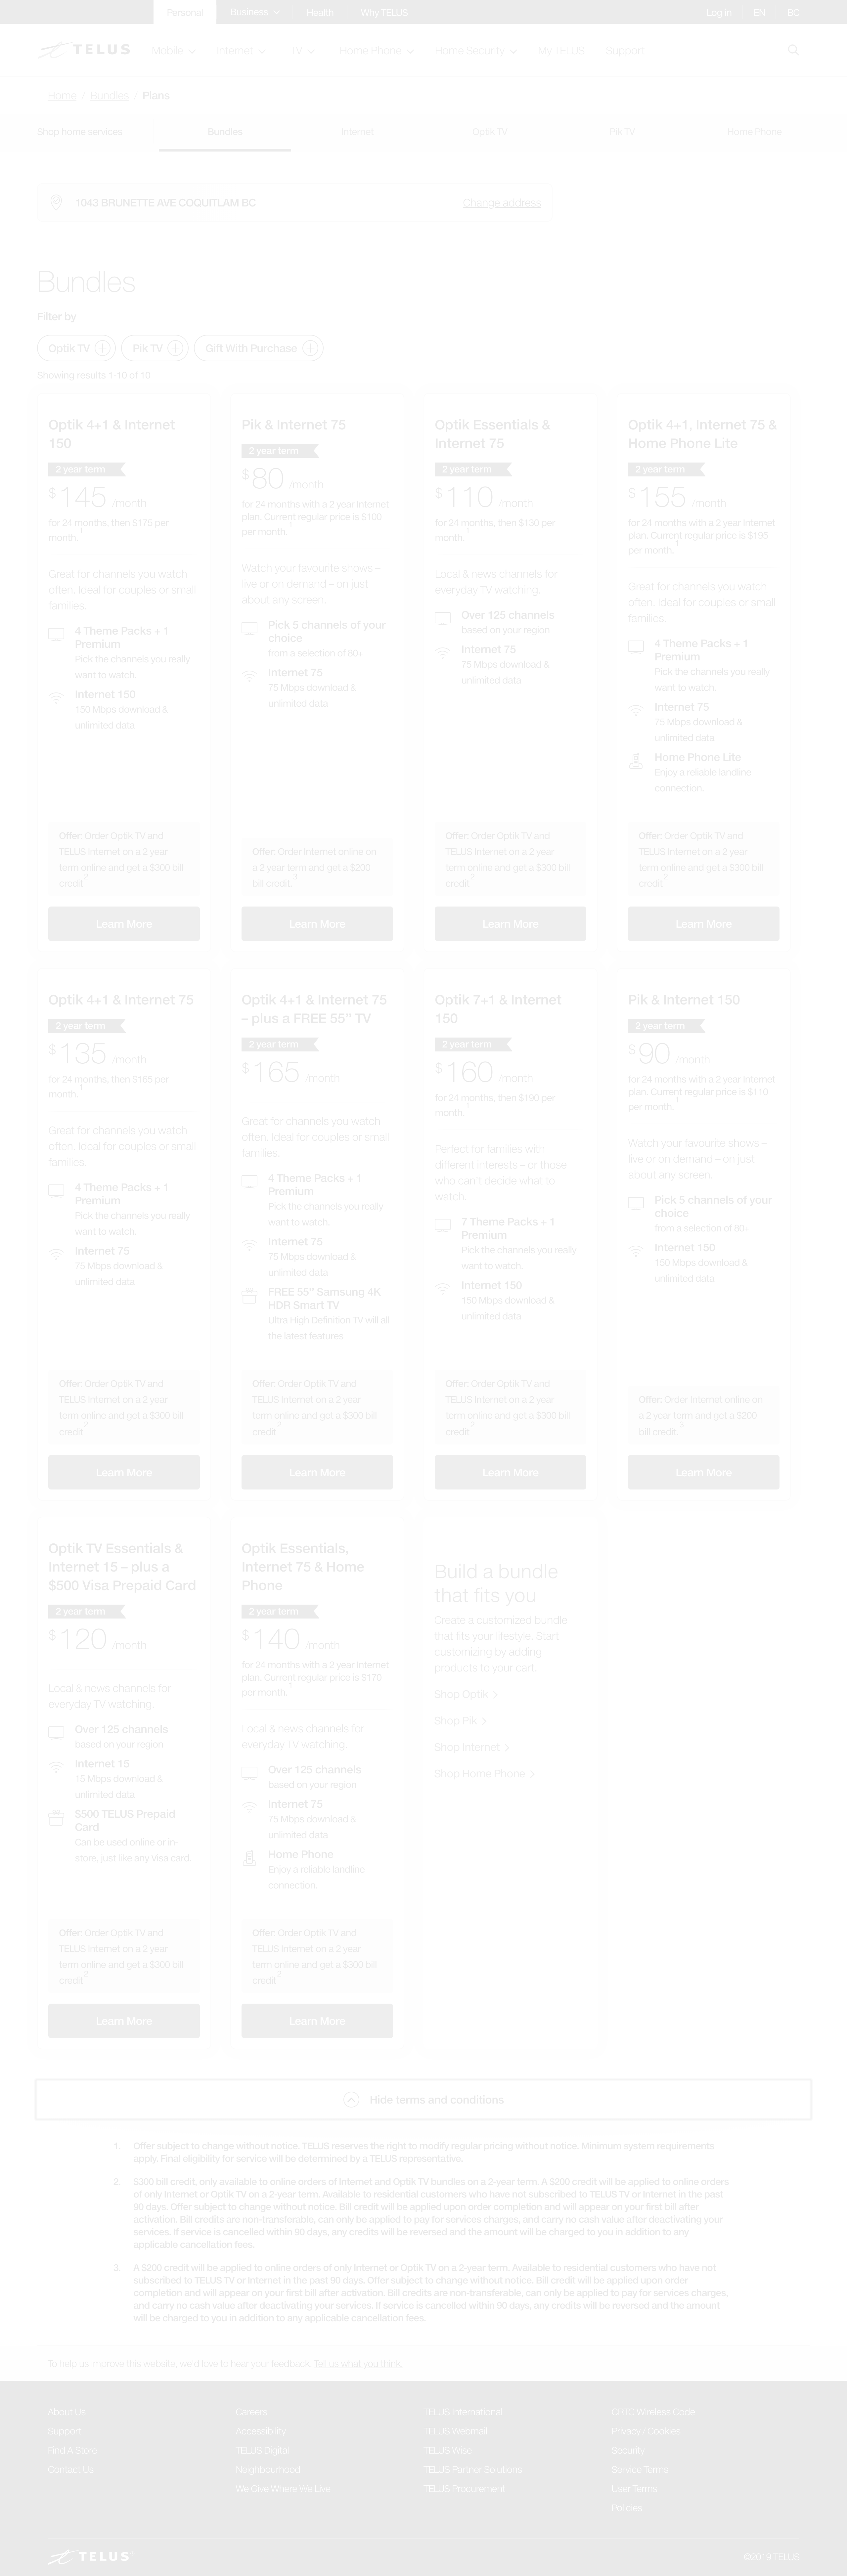 Personal Business Health Why TELUS Log in EN BC
TELUS Mobile Internet TV Home Phone Home Security My TELUS Support
Home / Bundles / Plans
Shop home services Bundles Internet Optik TV Pik TV Home Phone
1043 BRUNETTE AVE COQUITLAM BC Change address
Bundles
Filter by
Optik TV Pik TV Gift With Purchase
Showing results 1-10 of 10
Optik 4+1 & Internet
150
2 year term
$145 /month
for 24 months, then $175 per
month.1
Great for channels you watch
often. Ideal for couples or small
families.
4 Theme Packs + 1
Premium
Pick the channels you really
want to watch.
Internet 150
150 Mbps download &
unlimited data
Offer: Order Optik TV and
TELUS Internet on a 2 year
term online and get a $300 bill
credit2
Learn More
Pik & Internet 75
2 year term
$80 /month
for 24 months with a 2 year Internet
plan. Current regular price is $100
per month.1
Watch your favourite shows –
live or on demand – on just
about any screen.
Pick 5 channels of your
choice
from a selection of 80+
Internet 75
75 Mbps download &
unlimited data
Offer: Order Internet online on
a 2 year term and get a $200
bill credit.3
Learn More
Optik Essentials &
Internet 75
2 year term
$110 /month
for 24 months, then $130 per
month.1
Local & news channels for
everyday TV watching.
Over 125 channels
based on your region
Internet 75
75 Mbps download &
unlimited data
Offer: Order Optik TV and
TELUS Internet on a 2 year
term online and get a $300 bill
credit2
Learn More
Optik 4+1, Internet 75 &
Home Phone Lite
2 year term
$155 /month
for 24 months with a 2 year Internet
plan. Current regular price is $195
per month.1
Great for channels you watch
often. Ideal for couples or small
families.
4 Theme Packs + 1
Premium
Pick the channels you really
want to watch.
Internet 75
75 Mbps download &
unlimited data
Home Phone Lite
Enjoy a reliable landline
connection.
Offer: Order Optik TV and
TELUS Internet on a 2 year
term online and get a $300 bill
credit2
Learn More
Optik 4+1 & Internet 75
2 year term
$135 /month
for 24 months, then $165 per
month.1
Great for channels you watch
often. Ideal for couples or small
families.
4 Theme Packs + 1
Premium
Pick the channels you really
want to watch.
Internet 75
75 Mbps download &
unlimited data
Offer: Order Optik TV and
TELUS Internet on a 2 year
term online and get a $300 bill
credit2
Learn More
Optik 4+1 & Internet 75
– plus a FREE 55” TV
2 year term
$165 /month
Great for channels you watch
often. Ideal for couples or small
families.
4 Theme Packs + 1
Premium
Pick the channels you really
want to watch.
Internet 75
75 Mbps download &
unlimited data
FREE 55” Samsung 4K
HDR Smart TV
Ultra High Definition TV will all
the latest features
Offer: Order Optik TV and
TELUS Internet on a 2 year
term online and get a $300 bill
credit2
Learn More
Optik 7+1 & Internet
150
2 year term
$160 /month
for 24 months, then $190 per
month.1
Perfect for families with
different interests – or those
who can't decide what to
watch.
7 Theme Packs + 1
Premium
Pick the channels you really
want to watch.
Internet 150
150 Mbps download &
unlimited data
Offer: Order Optik TV and
TELUS Internet on a 2 year
term online and get a $300 bill
credit2
Learn More
Pik & Internet 150
2 year term
$90 /month
for 24 months with a 2 year Internet
plan. Current regular price is $110
per month.1
Watch your favourite shows –
live or on demand – on just
about any screen.
Pick 5 channels of your
choice
from a selection of 80+
Internet 150
150 Mbps download &
unlimited data
Offer: Order Internet online on
a 2 year term and get a $200
bill credit.3
Learn More
Optik TV Essentials &
Internet 15 – plus a
$500 Visa Prepaid Card
2 year term
$120 /month
Local & news channels for
everyday TV watching.
Over 125 channels
based on your region
Internet 15
15 Mbps download &
unlimited data
$500 TELUS Prepaid
Card
Can be used online or in-
store, just like any Visa card.
Offer: Order Optik TV and
TELUS Internet on a 2 year
term online and get a $300 bill
credit2
Learn More
Optik Essentials,
Internet 75 & Home
Phone
2 year term
$140 /month
for 24 months with a 2 year Internet
plan. Current regular price is $170
per month.1
Local & news channels for
everyday TV watching.
Over 125 channels
based on your region
Internet 75
75 Mbps download &
unlimited data
Home Phone
Enjoy a reliable landline
connection.
Offer: Order Optik TV and
TELUS Internet on a 2 year
term online and get a $300 bill
credit2
Learn More
Build a bundle
that fits you
Create a customized bundle
that fits your lifestyle. Start
customizing by adding
products to your cart.
Shop Optik
Shop Pik
Shop Internet
Shop Home Phone
Hide terms and conditions
1. Offer subject to change without notice. TELUS reserves the right to modify regular pricing without notice. Minimum system requirements
apply. Final eligibility for service will be determined by a TELUS representative.
2. $300 bill credit, only available to online orders of Internet and Optik TV bundles on a 2-year term. A $200 credit will be applied to online orders
of only Internet or Optik TV on a 2-year term. Available to residential customers who have not subscribed to TELUS TV or Internet in the past
90 days. Offer subject to change without notice. Bill credit will be applied upon order completion and will appear on your first bill after
activation. Bill credits are non-transferable, can only be applied to pay for services charges, and carry no cash value after deactivating your
services. If service is cancelled within 90 days, any credits will be reversed and the amount will be charged to you in addition to any
applicable cancellation fees.
3. A $200 credit will be applied to online orders of only Internet or Optik TV on a 2-year term. Available to residential customers who have not
subscribed to TELUS TV or Internet in the past 90 days. Offer subject to change without notice. Bill credit will be applied upon order
completion and will appear on your first bill after activation. Bill credits are non-transferable, can only be applied to pay for services charges,
and carry no cash value after deactivating your services. If service is cancelled within 90 days, any credits will be reversed and the amount
will be charged to you in addition to any applicable cancellation fees.
To help us improve this website, we'd love to hear your feedback. Tell us what you think.
About Us Careers TELUS International CRTC Wireless Code
Support Accessibility TELUS Webmail Privacy / Cookies
Find A Store TELUS Digital TELUS Wise Security
Contact Us Neighbourhood TELUS Partner Solutions Service Terms
We Give Where We Live TELUS Procurement User Terms
Policies
TELUS ©2019 TELUS